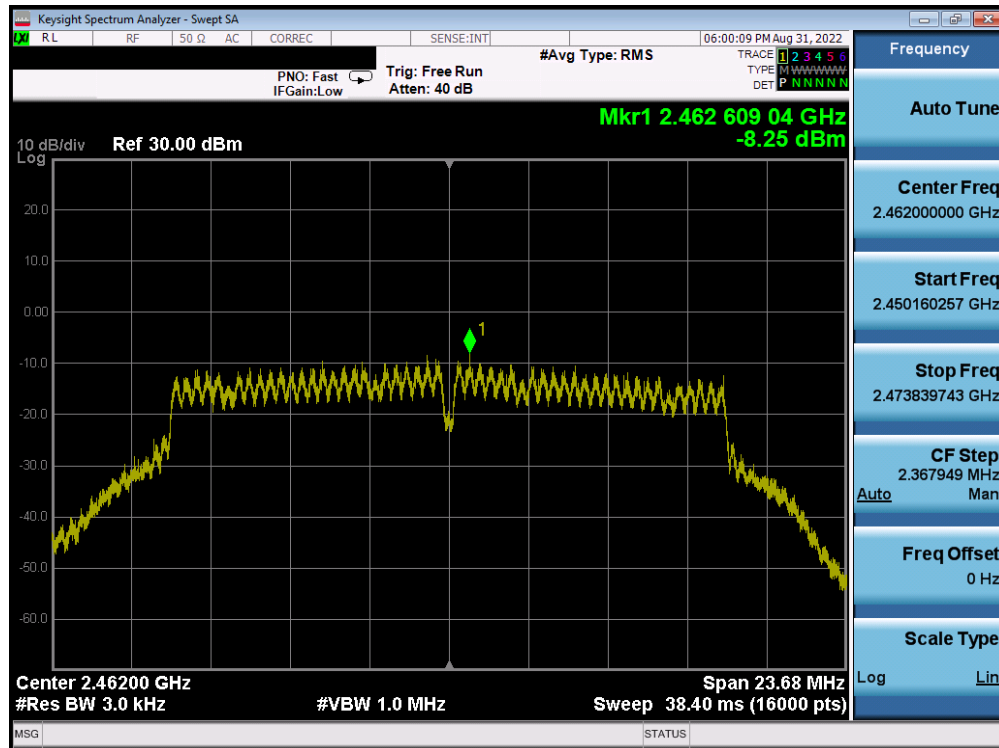 Keysight Spectrum Analyzer - Swept SA
LXI RL RF 50 Ω AC CORREC SENSE:INT 06:00:09 PM Aug 31, 2022
#Avg Type: RMS TRACE 1 2 3 4 5 6
PNO: Fast Trig: Free Run TYPE M W W W W W
IFGain:Low Atten: 40 dB DET P N N N N N
Mkr1 2.462 609 04 GHz
-8.25 dBm
10 dB/div Ref 30.00 dBm
Log
20.0
10.0
0.00
-10.0
-20.0
-30.0
-40.0
-50.0
-60.0
1
Center 2.46200 GHz Span 23.68 MHz
#Res BW 3.0 kHz #VBW 1.0 MHz Sweep 38.40 ms (16000 pts)
MSG STATUS
Frequency
Auto Tune
Center Freq
2.462000000 GHz
Start Freq
2.450160257 GHz
Stop Freq
2.473839743 GHz
CF Step
2.367949 MHz
Auto Man
Freq Offset
0 Hz
Scale Type
Log Lin